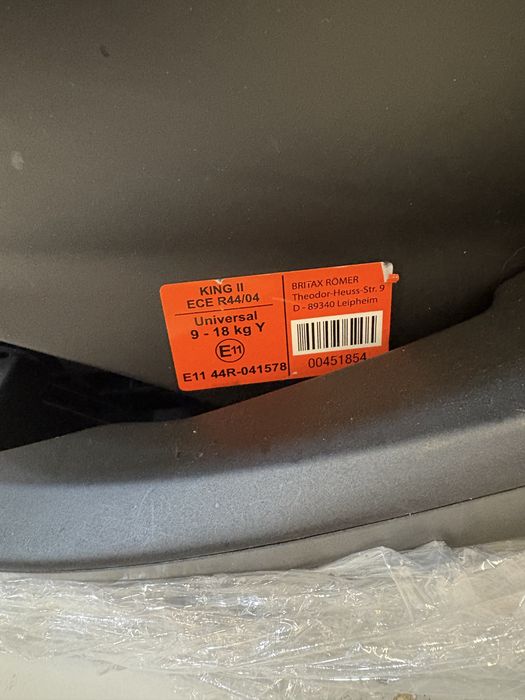 KING II
ECE R44/04
Universal
9 - 18 kg Y
E11
E11 44R-041578
BRITAX RÖMER
Theodor-Heuss-Str. 9
D - 89340 Leipheim
00451854